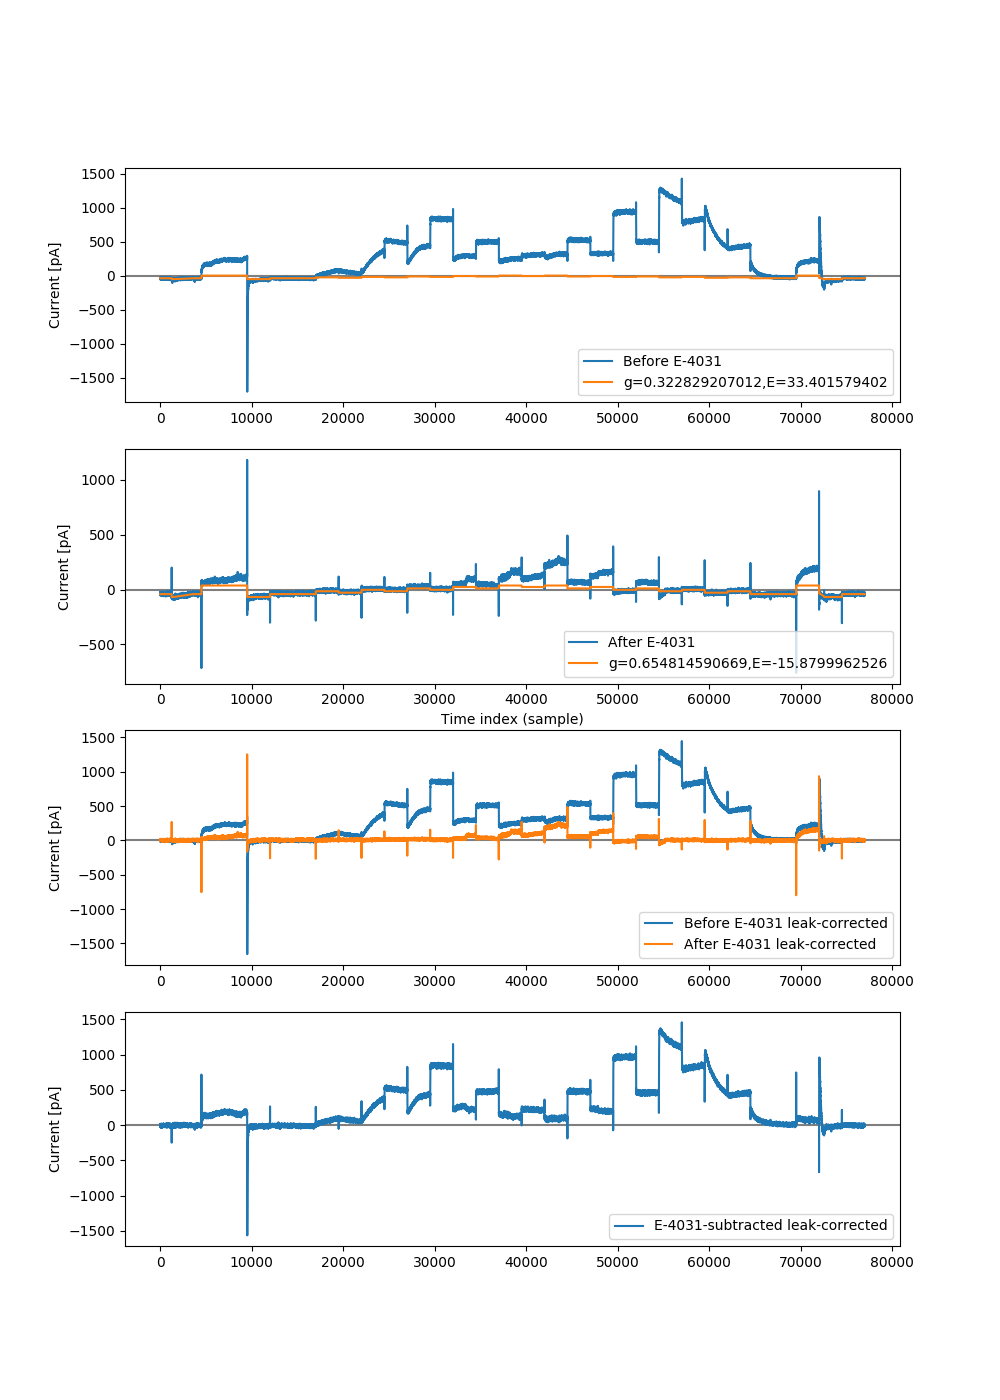 1500
1000
500
0
−500
−1000
−1500
Current [pA]
Before E-4031
g=0.322829207012,E=33.401579402
0 10000 20000 30000 40000 50000 60000 70000 80000
1000
500
0
−500
Current [pA]
After E-4031
g=0.654814590669,E=-15.8799962526
0 10000 20000 30000 40000 50000 60000 70000 80000
Time index (sample)
1500
1000
500
0
−500
−1000
−1500
Current [pA]
Before E-4031 leak-corrected
After E-4031 leak-corrected
0 10000 20000 30000 40000 50000 60000 70000 80000
1500
1000
500
0
−500
−1000
−1500
Current [pA]
E-4031-subtracted leak-corrected
0 10000 20000 30000 40000 50000 60000 70000 80000